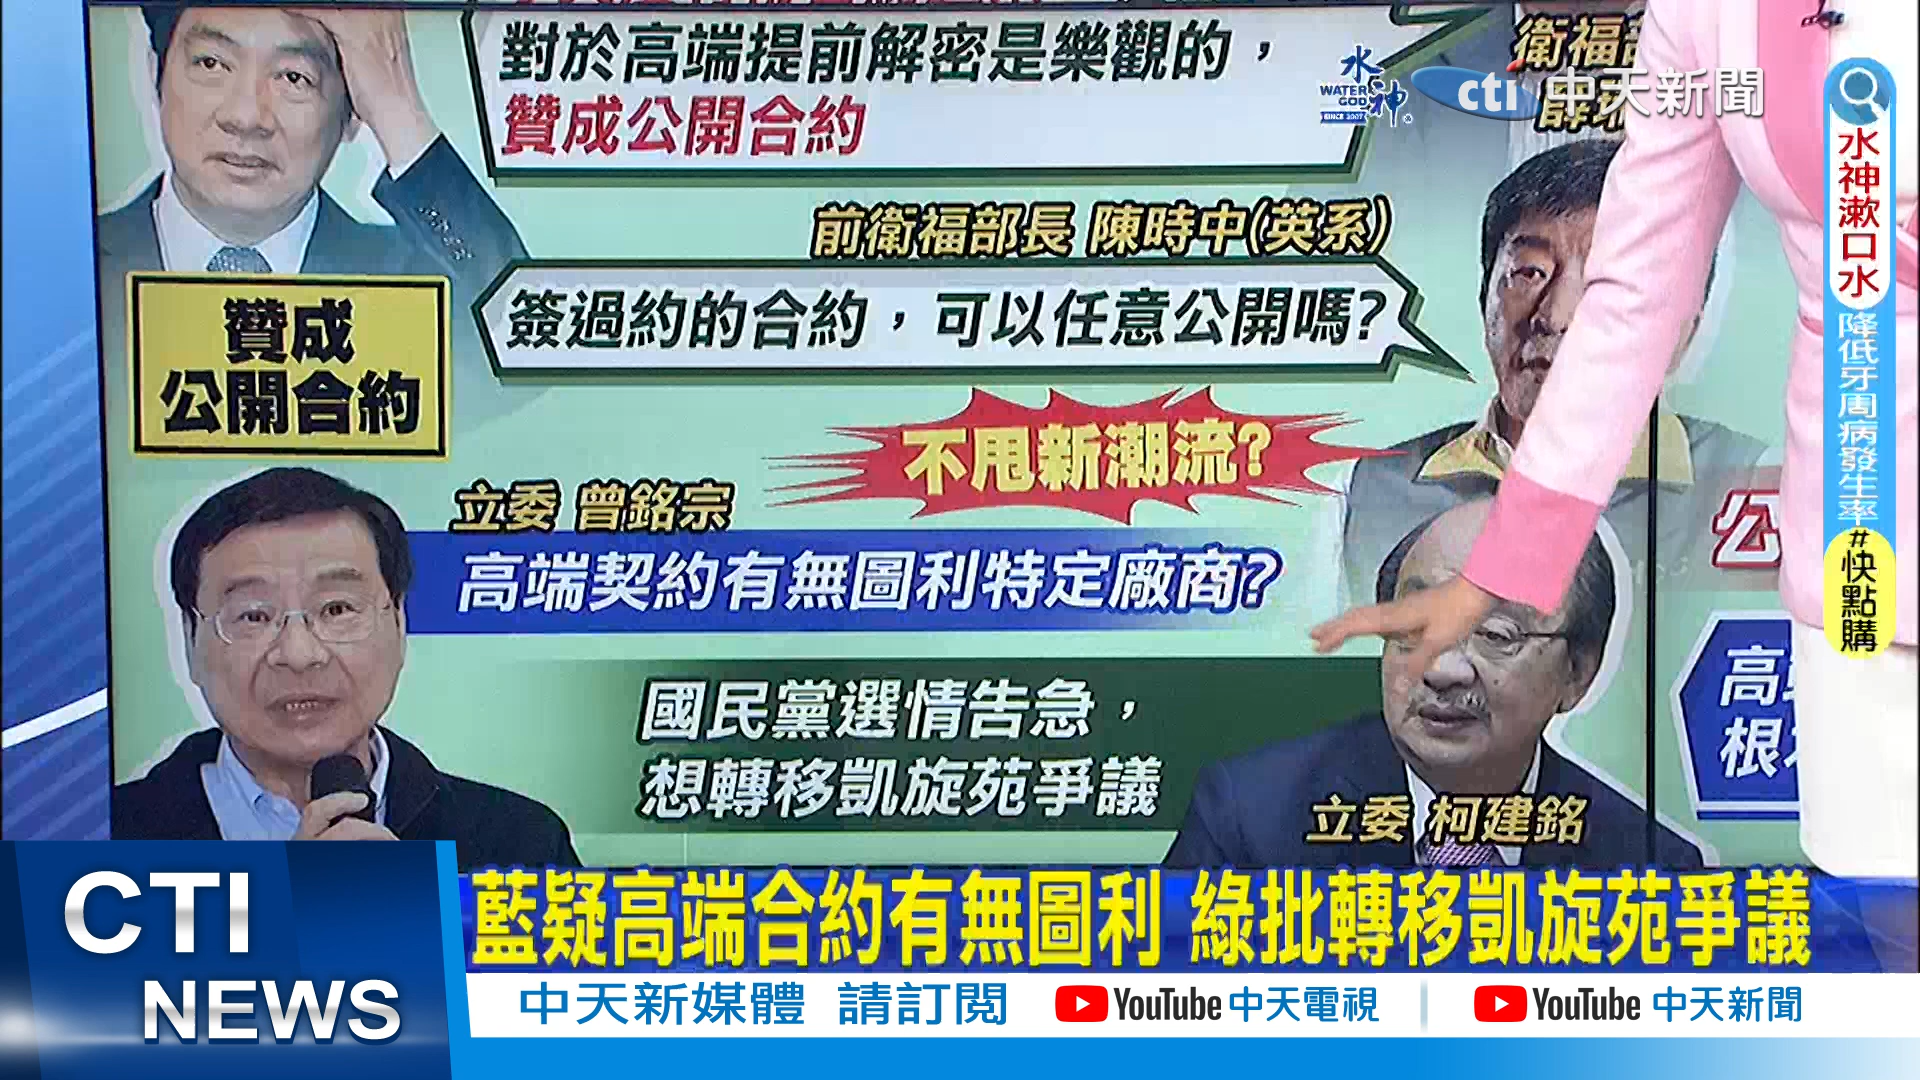 對於高端提前解密是樂觀的，
贊成公開合約
水神
WATER GOD
SINCE 2007
cti 中天新聞
前衛福部長 陳時中(英系)
簽過約的合約，可以任意公開嗎?
贊成
公開合約
不甩新潮流?
立委 曾銘宗
高端契約有無圖利特定廠商?
國民黨選情告急，
想轉移凱旋苑爭議
立委 柯建銘
公
高
根
水神漱口水
降低牙周病發生率
#快點購
藍疑高端合約有無圖利 綠批轉移凱旋苑爭議
CTI
NEWS
中天新媒體 請訂閱 YouTube 中天電視 | YouTube 中天新聞